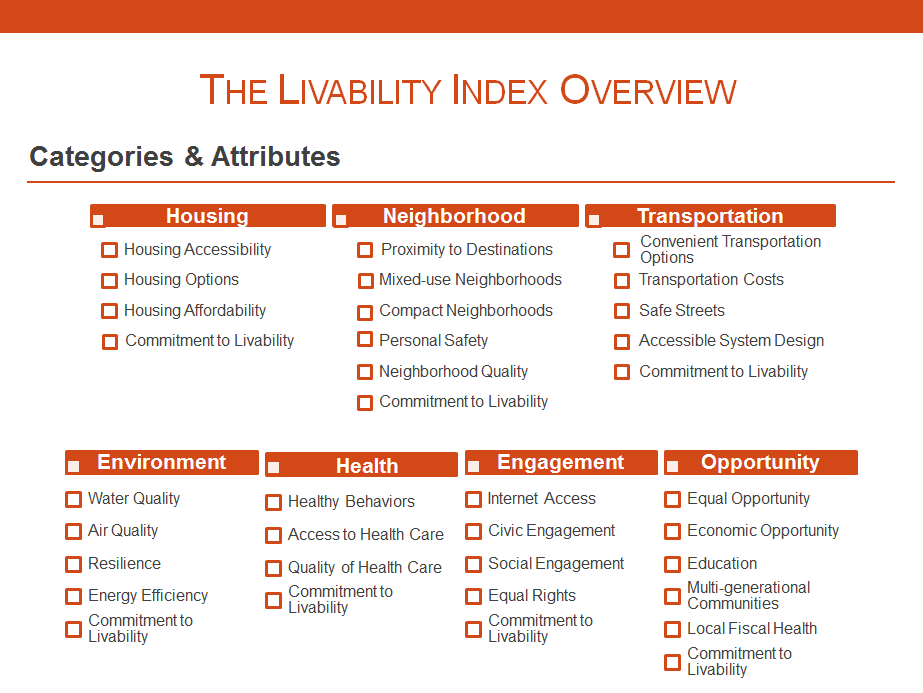 THE LIVABILITY INDEX OVERVIEW
Categories & Attributes
Housing
Housing Accessibility
Housing Options
Housing Affordability
Commitment to Livability
Neighborhood
Proximity to Destinations
Mixed-use Neighborhoods
Compact Neighborhoods
Personal Safety
Neighborhood Quality
Commitment to Livability
Transportation
Convenient Transportation
Options
Transportation Costs
Safe Streets
Accessible System Design
Commitment to Livability
Environment
Water Quality
Air Quality
Resilience
Energy Efficiency
Commitment to
Livability
Health
Healthy Behaviors
Access to Health Care
Quality of Health Care
Commitment to
Livability
Engagement
Internet Access
Civic Engagement
Social Engagement
Equal Rights
Commitment to
Livability
Opportunity
Equal Opportunity
Economic Opportunity
Education
Multi-generational
Communities
Local Fiscal Health
Commitment to
Livability